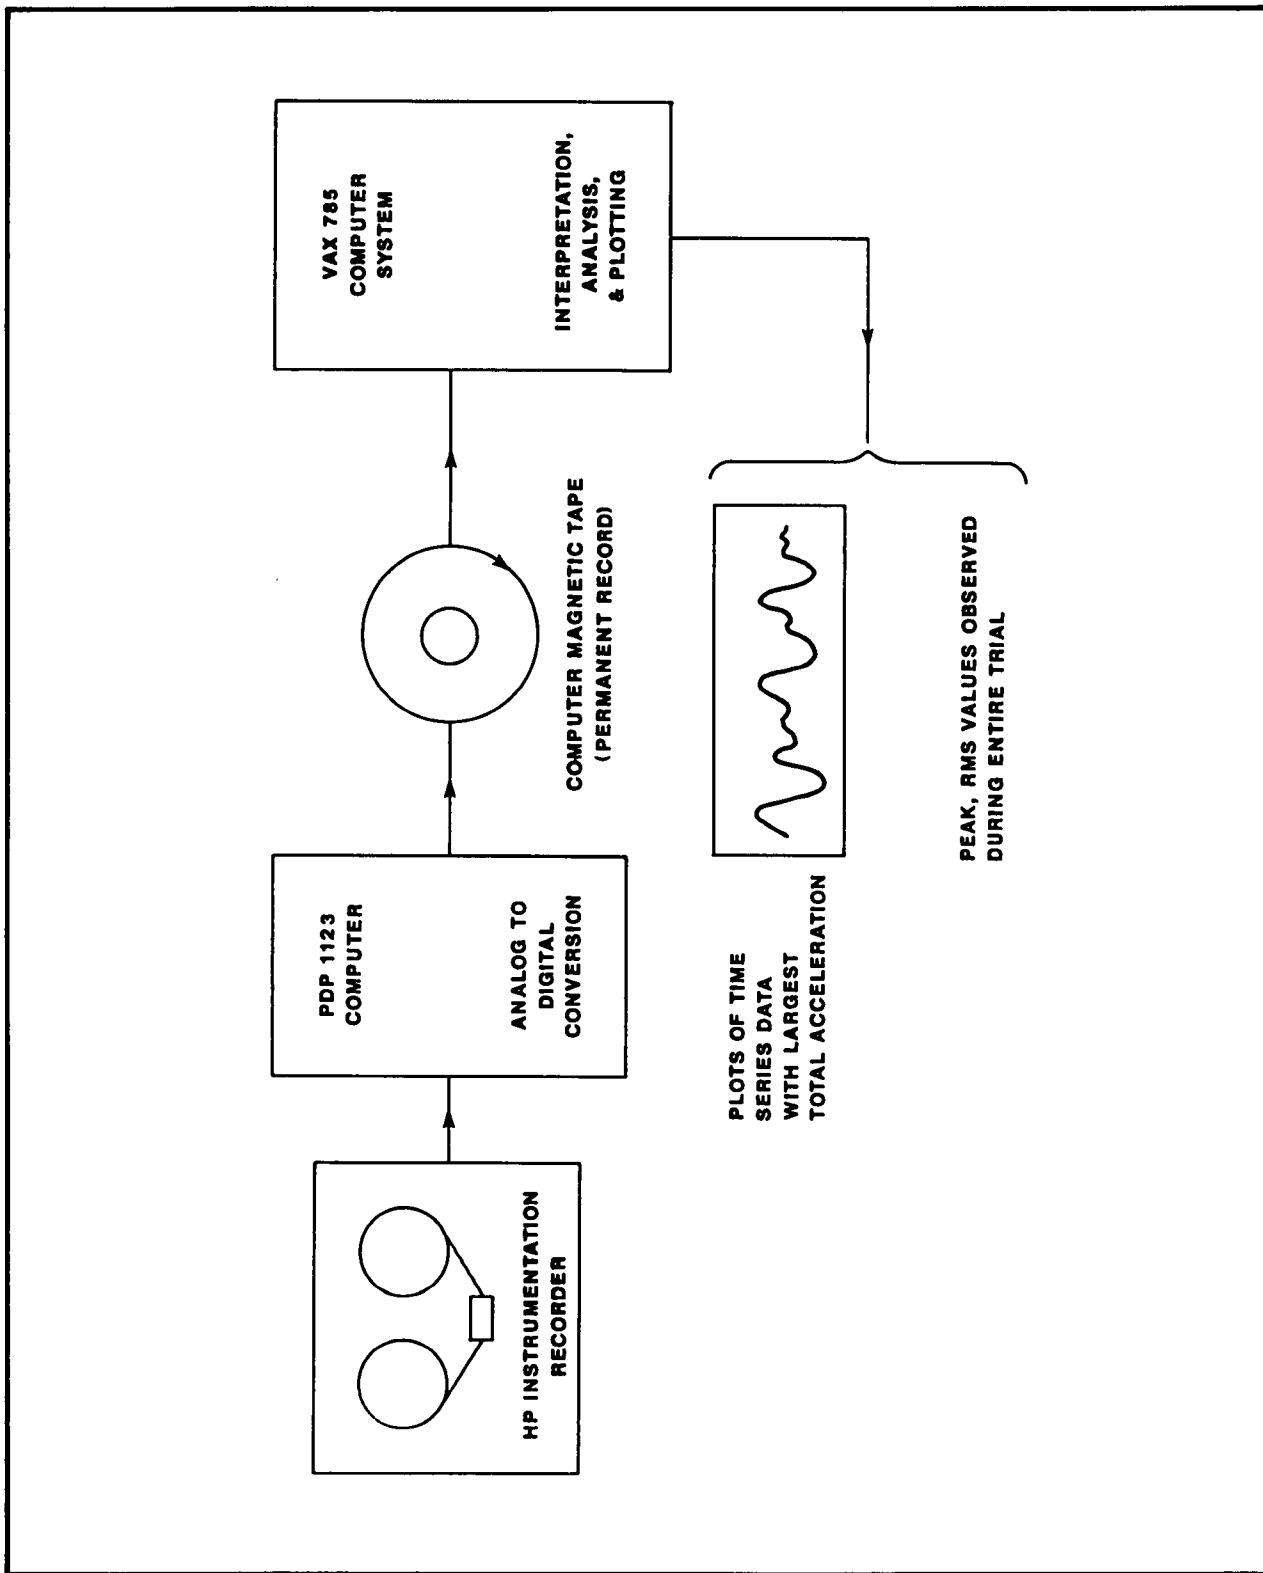 HP INSTRUMENTATION
RECORDER
PDP 1123
COMPUTER
ANALOG TO
DIGITAL
CONVERSION
COMPUTER MAGNETIC TAPE
(PERMANENT RECORD)
VAX 785
COMPUTER
SYSTEM
INTERPRETATION,
ANALYSIS,
& PLOTTING
PLOTS OF TIME
SERIES DATA
WITH LARGEST
TOTAL ACCELERATION
PEAK, RMS VALUES OBSERVED
DURING ENTIRE TRIAL